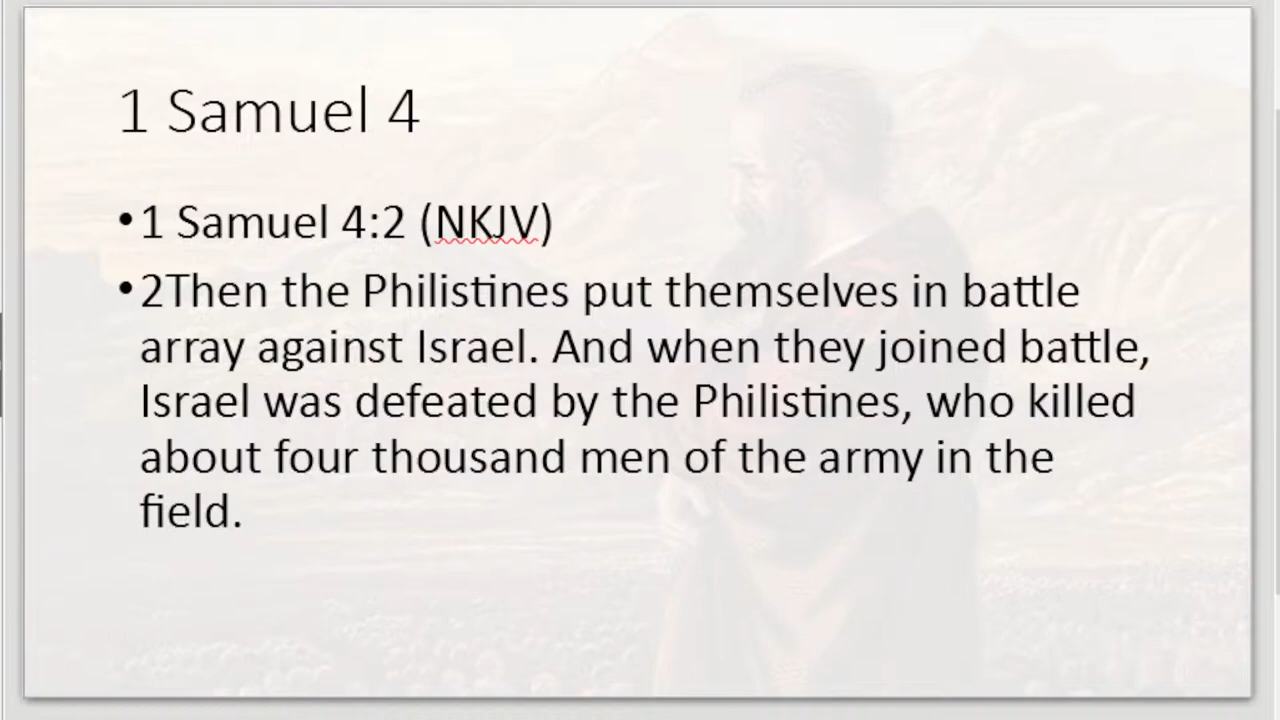 1 Samuel 4
•1 Samuel 4:2 (NKJV)
•2Then the Philistines put themselves in battle
array against Israel. And when they joined battle,
Israel was defeated by the Philistines, who killed
about four thousand men of the army in the
field.